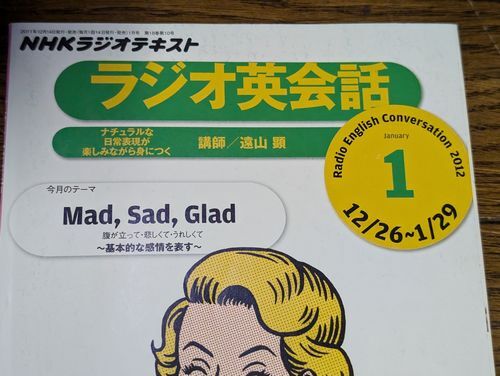 2011年12月14日発行・発売(毎月1回14日発行・発売)1月号 第18巻第10号
NHKラジオテキスト
ラジオ英会話
ナチュラルな
日常表現が
楽しみながら身につく
講師/遠山 顕
Radio English Conversation 2012
January
1
12/26~1/29
今月のテーマ
Mad, Sad, Glad
腹が立って・悲しくて・うれしくて
~基本的な感情を表す~